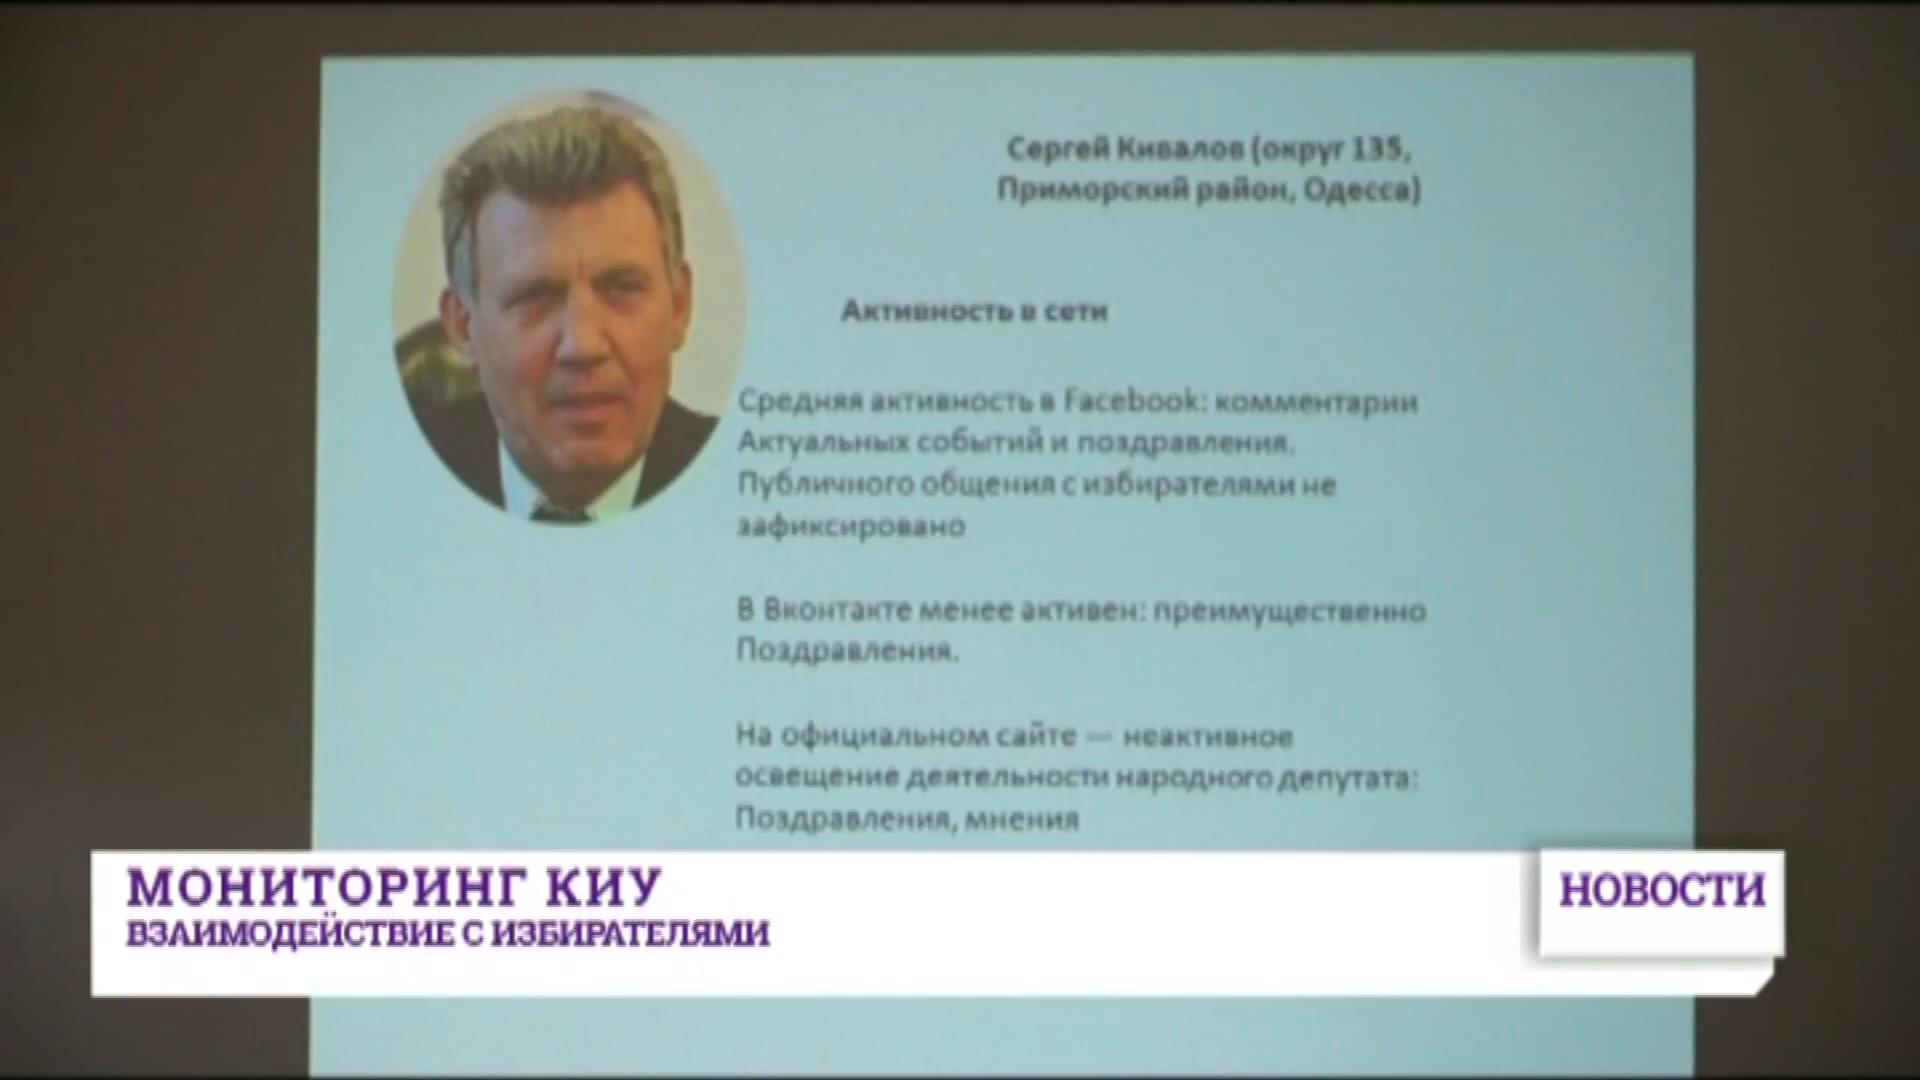 Сергей Кивалов (округ 135,
Приморский район, Одесса)
Активность в сети
Средняя активность в Facebook: комментарии
Актуальных событий и поздравления.
Публичного общения с избирателями не
зафиксировано
В Вконтакте менее активен: преимущественно
Поздравления.
На официальном сайте — неактивное
освещение деятельности народного депутата:
Поздравления, мнения
МОНИТОРИНГ КИУ
ВЗАИМОДЕЙСТВИЕ С ИЗБИРАТЕЛЯМИ
НОВОСТИ